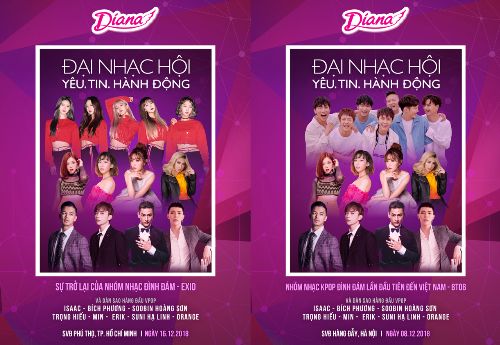 Diana
ĐẠI NHẠC HỘI
YÊU. TIN. HÀNH ĐỘNG
SỰ TRỞ LẠI CỦA NHÓM NHẠC ĐÌNH ĐÁM - EXID
VÀ DÀN SAO HÀNG ĐẦU VPOP
ISAAC - BÍCH PHƯƠNG - SOOBIN HOÀNG SƠN
TRỌNG HIẾU - MIN - ERIK - SUNI HẠ LINH - ORANGE
SVĐ PHÚ THỌ, TP. HỒ CHÍ MINH | NGÀY 16.12.2018
Diana
ĐẠI NHẠC HỘI
YÊU. TIN. HÀNH ĐỘNG
NHÓM NHẠC KPOP ĐÌNH ĐÁM LẦN ĐẦU TIÊN ĐẾN VIỆT NAM - BTOB
VÀ DÀN SAO HÀNG ĐẦU VPOP
ISAAC - BÍCH PHƯƠNG - SOOBIN HOÀNG SƠN
TRỌNG HIẾU - MIN - ERIK - SUNI HẠ LINH - ORANGE
SVĐ HÀNG ĐẪY, HÀ NỘI | NGÀY 08.12.2018